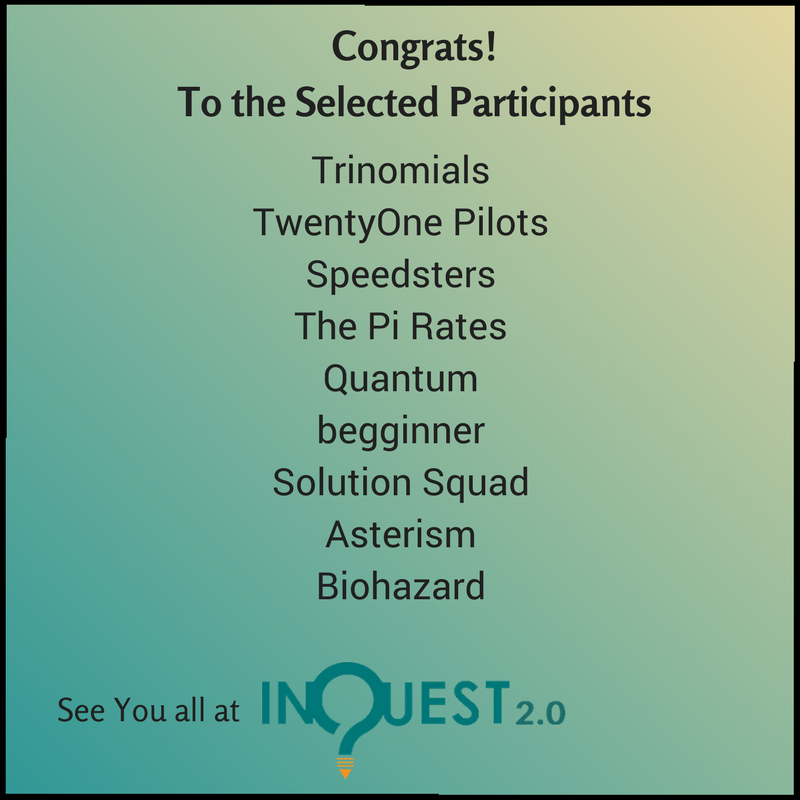 Congrats!
To the Selected Participants
Trinomials
TwentyOne Pilots
Speedsters
The Pi Rates
Quantum
begginner
Solution Squad
Asterism
Biohazard
See You all at INQUEST 2.0